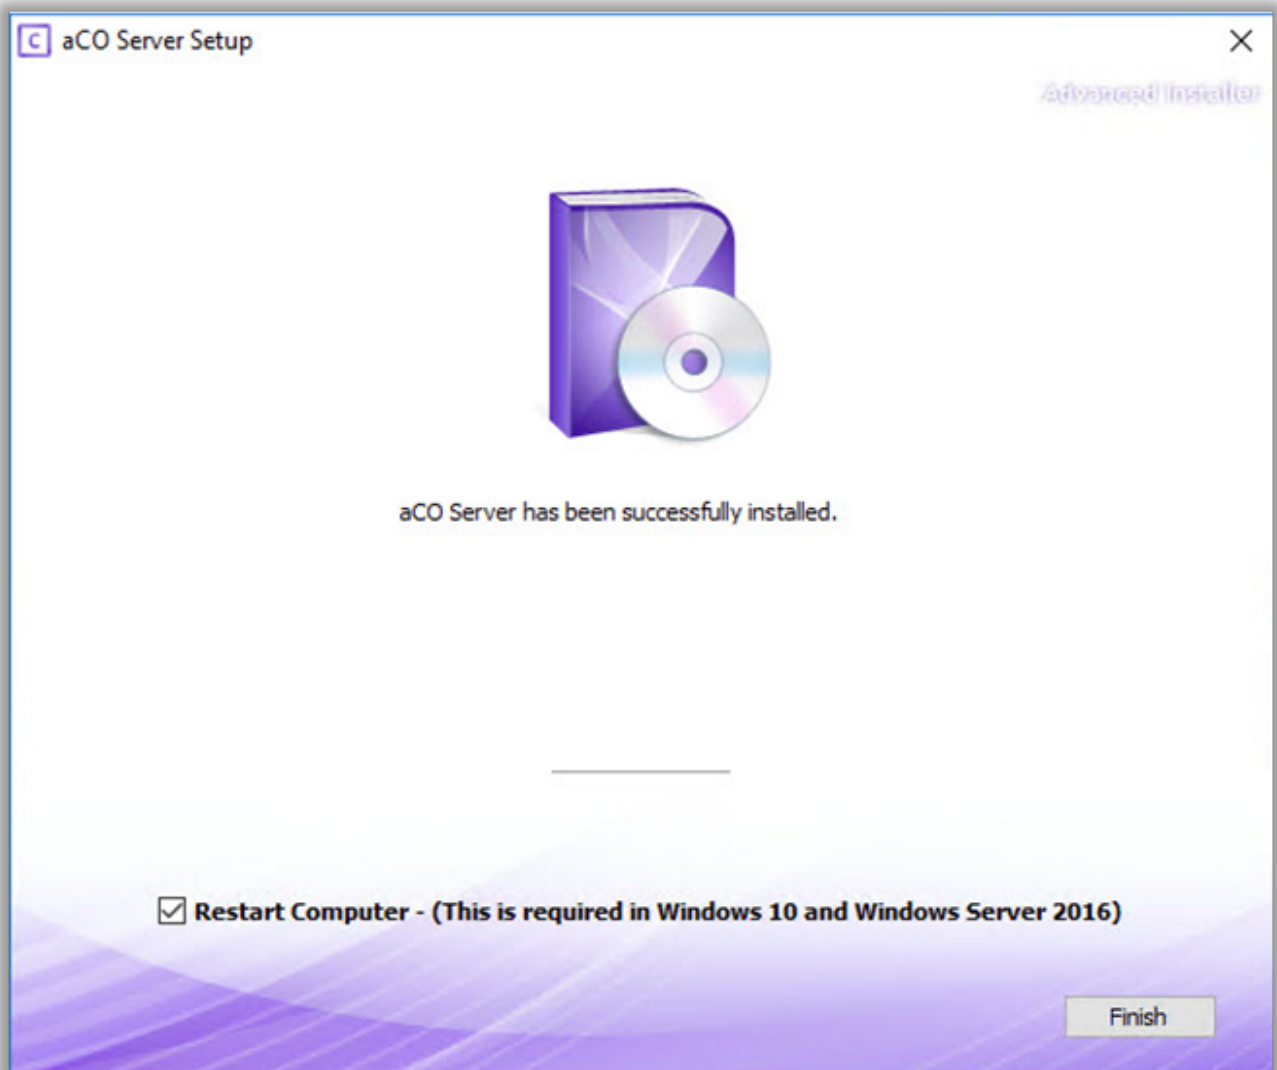 C aCO Server Setup
Advanced Installer
aCO Server has been successfully installed.
Restart Computer - (This is required in Windows 10 and Windows Server 2016)
Finish